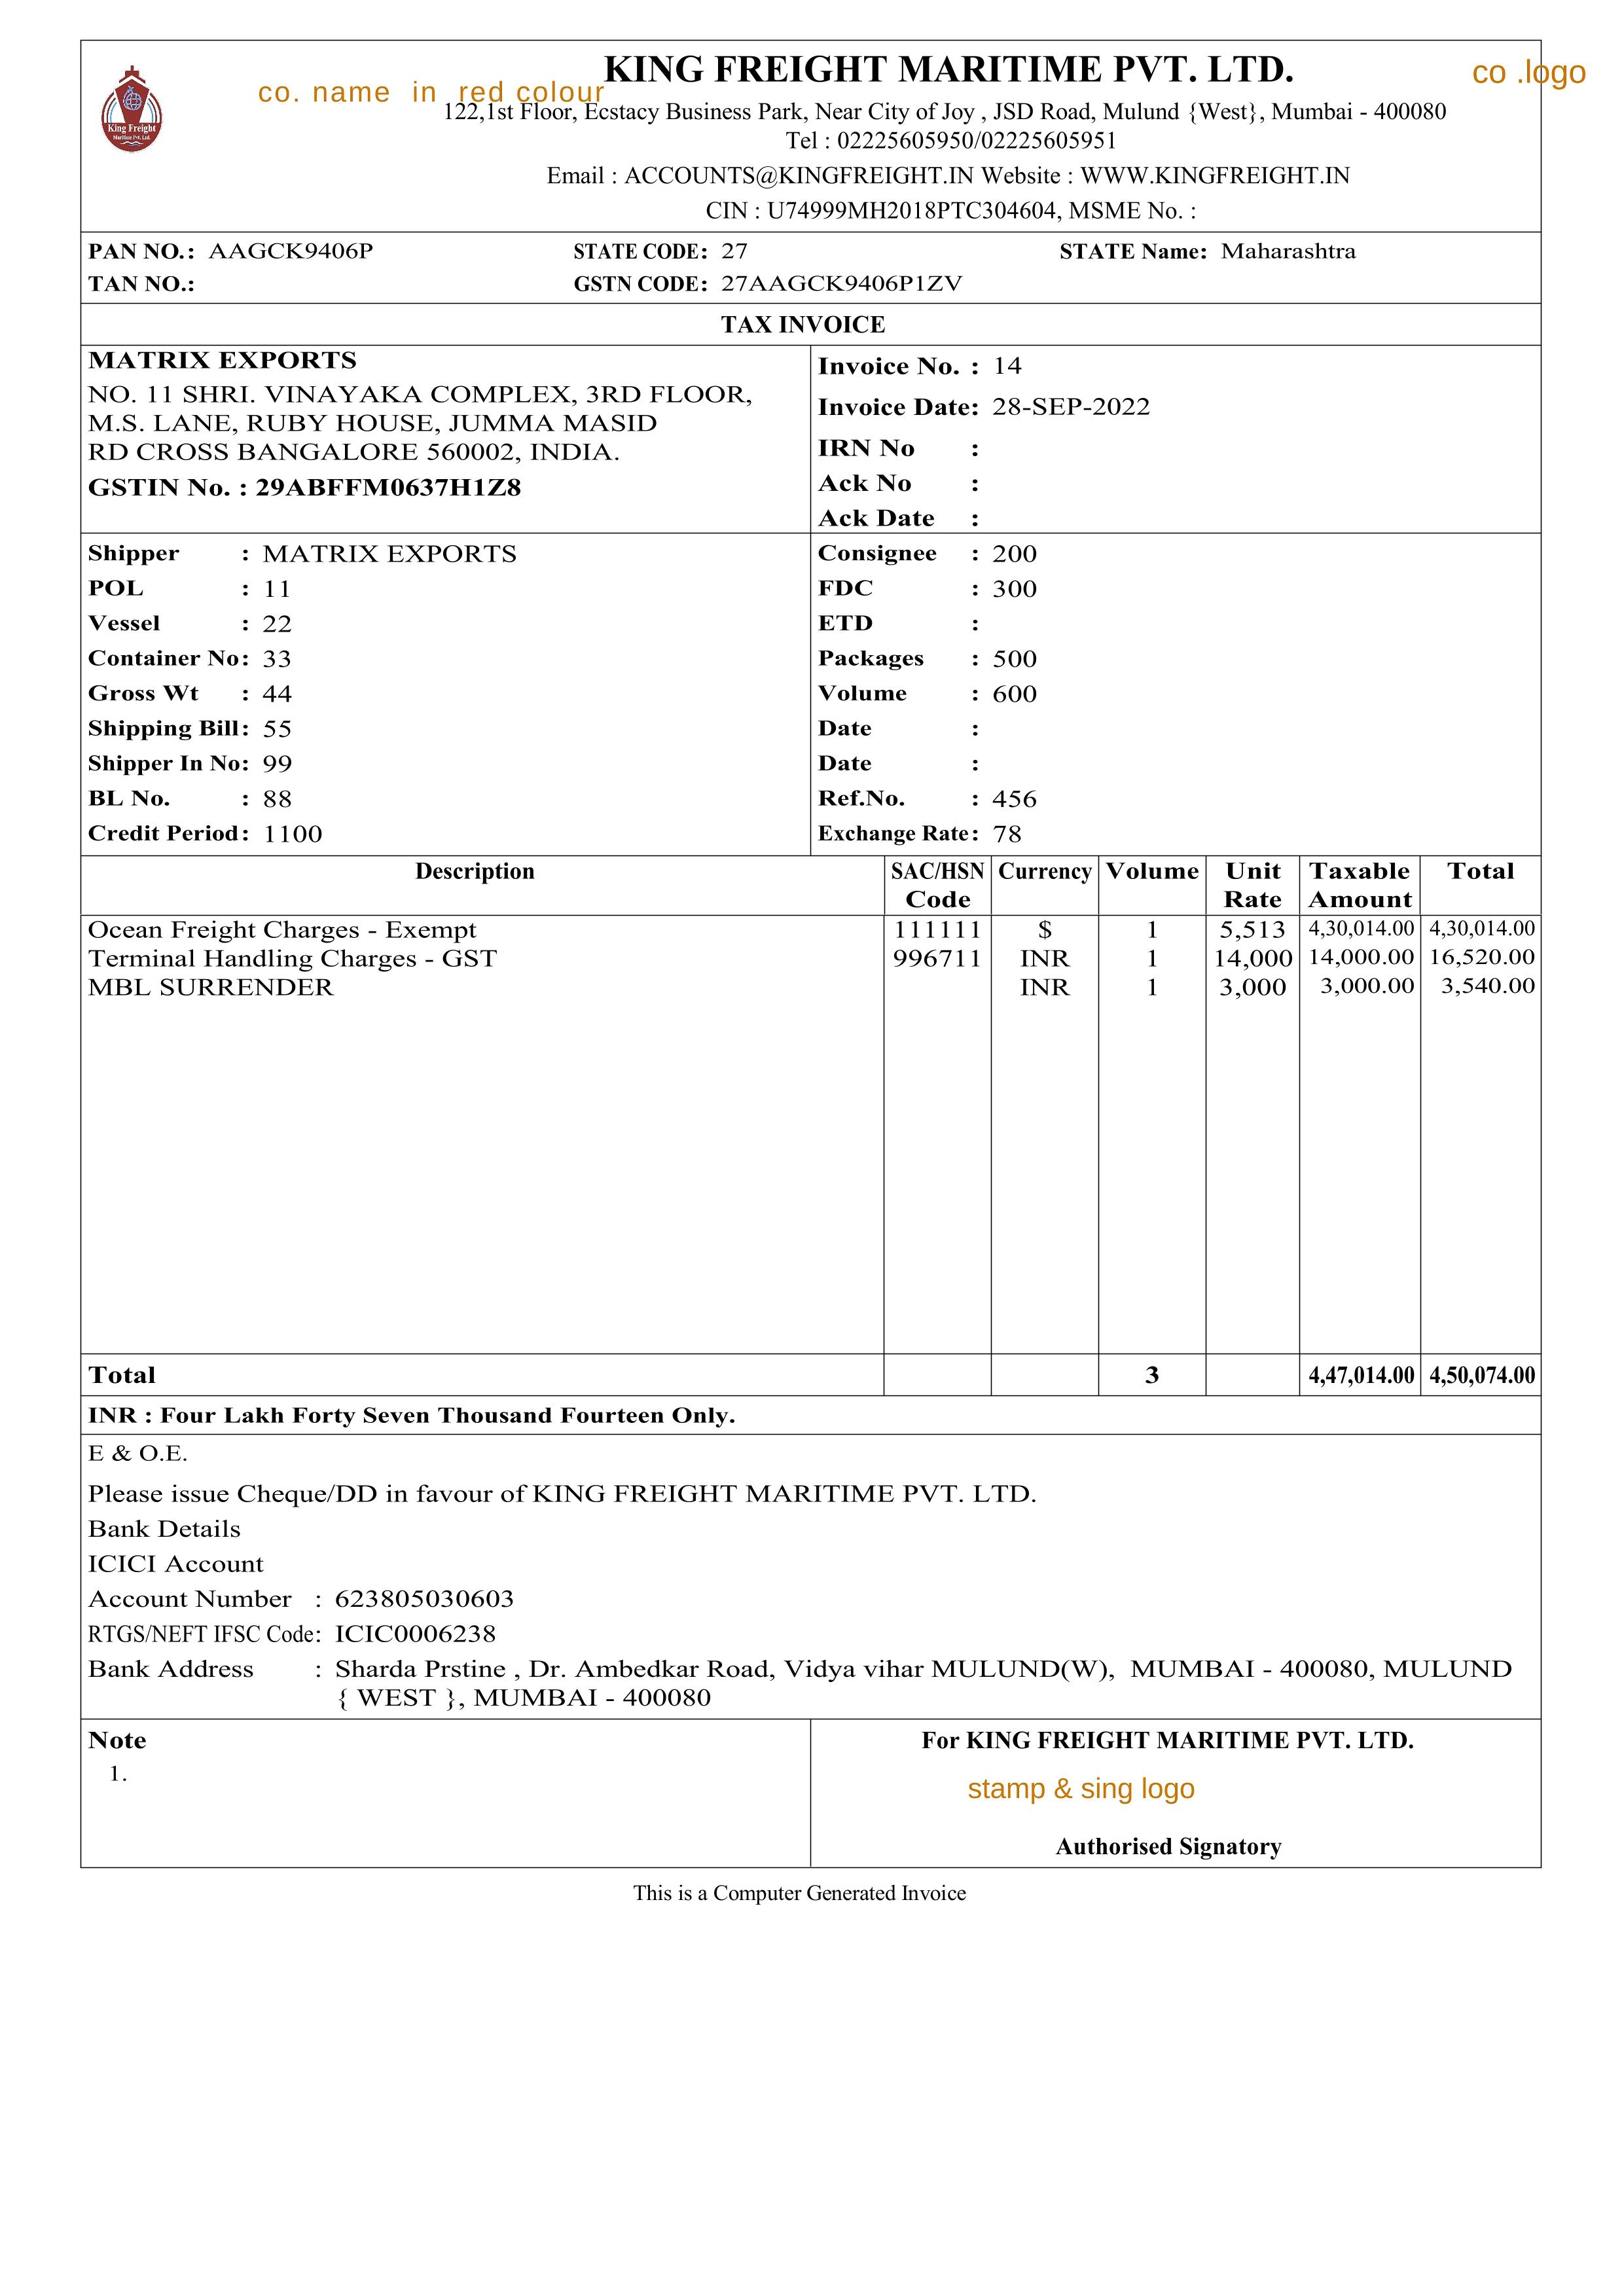 KING FREIGHT MARITIME PVT. LTD.
co .logo
co. name in red colour
King Freight
Maritime Pvt. Ltd.
122,1st Floor, Ecstacy Business Park, Near City of Joy , JSD Road, Mulund {West}, Mumbai - 400080
Tel : 02225605950/02225605951
Email : ACCOUNTS@KINGFREIGHT.IN Website : WWW.KINGFREIGHT.IN
CIN : U74999MH2018PTC304604, MSME No. :
PAN NO. : AAGCK9406P STATE CODE : 27 STATE Name : Maharashtra
TAN NO. : GSTN CODE : 27AAGCK9406P1ZV
TAX INVOICE
MATRIX EXPORTS
NO. 11 SHRI. VINAYAKA COMPLEX, 3RD FLOOR,
M.S. LANE, RUBY HOUSE, JUMMA MASID
RD CROSS BANGALORE 560002, INDIA.
GSTIN No. : 29ABFFM0637H1Z8
Invoice No. : 14
Invoice Date : 28-SEP-2022
IRN No :
Ack No :
Ack Date :
Shipper : MATRIX EXPORTS
POL : 11
Vessel : 22
Container No : 33
Gross Wt : 44
Shipping Bill : 55
Shipper In No : 99
BL No. : 88
Credit Period : 1100
Consignee : 200
FDC : 300
ETD :
Packages : 500
Volume : 600
Date :
Date :
Ref.No. : 456
Exchange Rate : 78
Description SAC/HSN Code Currency Volume Unit Rate Taxable Amount Total
Ocean Freight Charges - Exempt 111111 $ 1 5,513 4,30,014.00 4,30,014.00
Terminal Handling Charges - GST 996711 INR 1 14,000 14,000.00 16,520.00
MBL SURRENDER INR 1 3,000 3,000.00 3,540.00
Total 3 4,47,014.00 4,50,074.00
INR : Four Lakh Forty Seven Thousand Fourteen Only.
E & O.E.
Please issue Cheque/DD in favour of KING FREIGHT MARITIME PVT. LTD.
Bank Details
ICICI Account
Account Number : 623805030603
RTGS/NEFT IFSC Code : ICIC0006238
Bank Address : Sharda Prstine , Dr. Ambedkar Road, Vidya vihar MULUND(W), MUMBAI - 400080, MULUND
{ WEST }, MUMBAI - 400080
Note
1.
For KING FREIGHT MARITIME PVT. LTD.
stamp & sing logo
Authorised Signatory
This is a Computer Generated Invoice